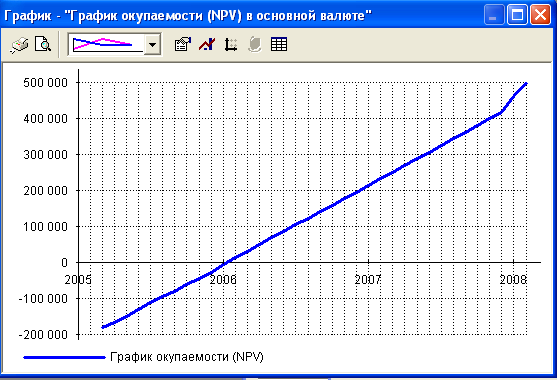 График - "График окупаемости (NPV) в основной валюте"
500 000
400 000
300 000
200 000
100 000
0
-100 000
-200 000
2005 2006 2007 2008
График окупаемости (NPV)